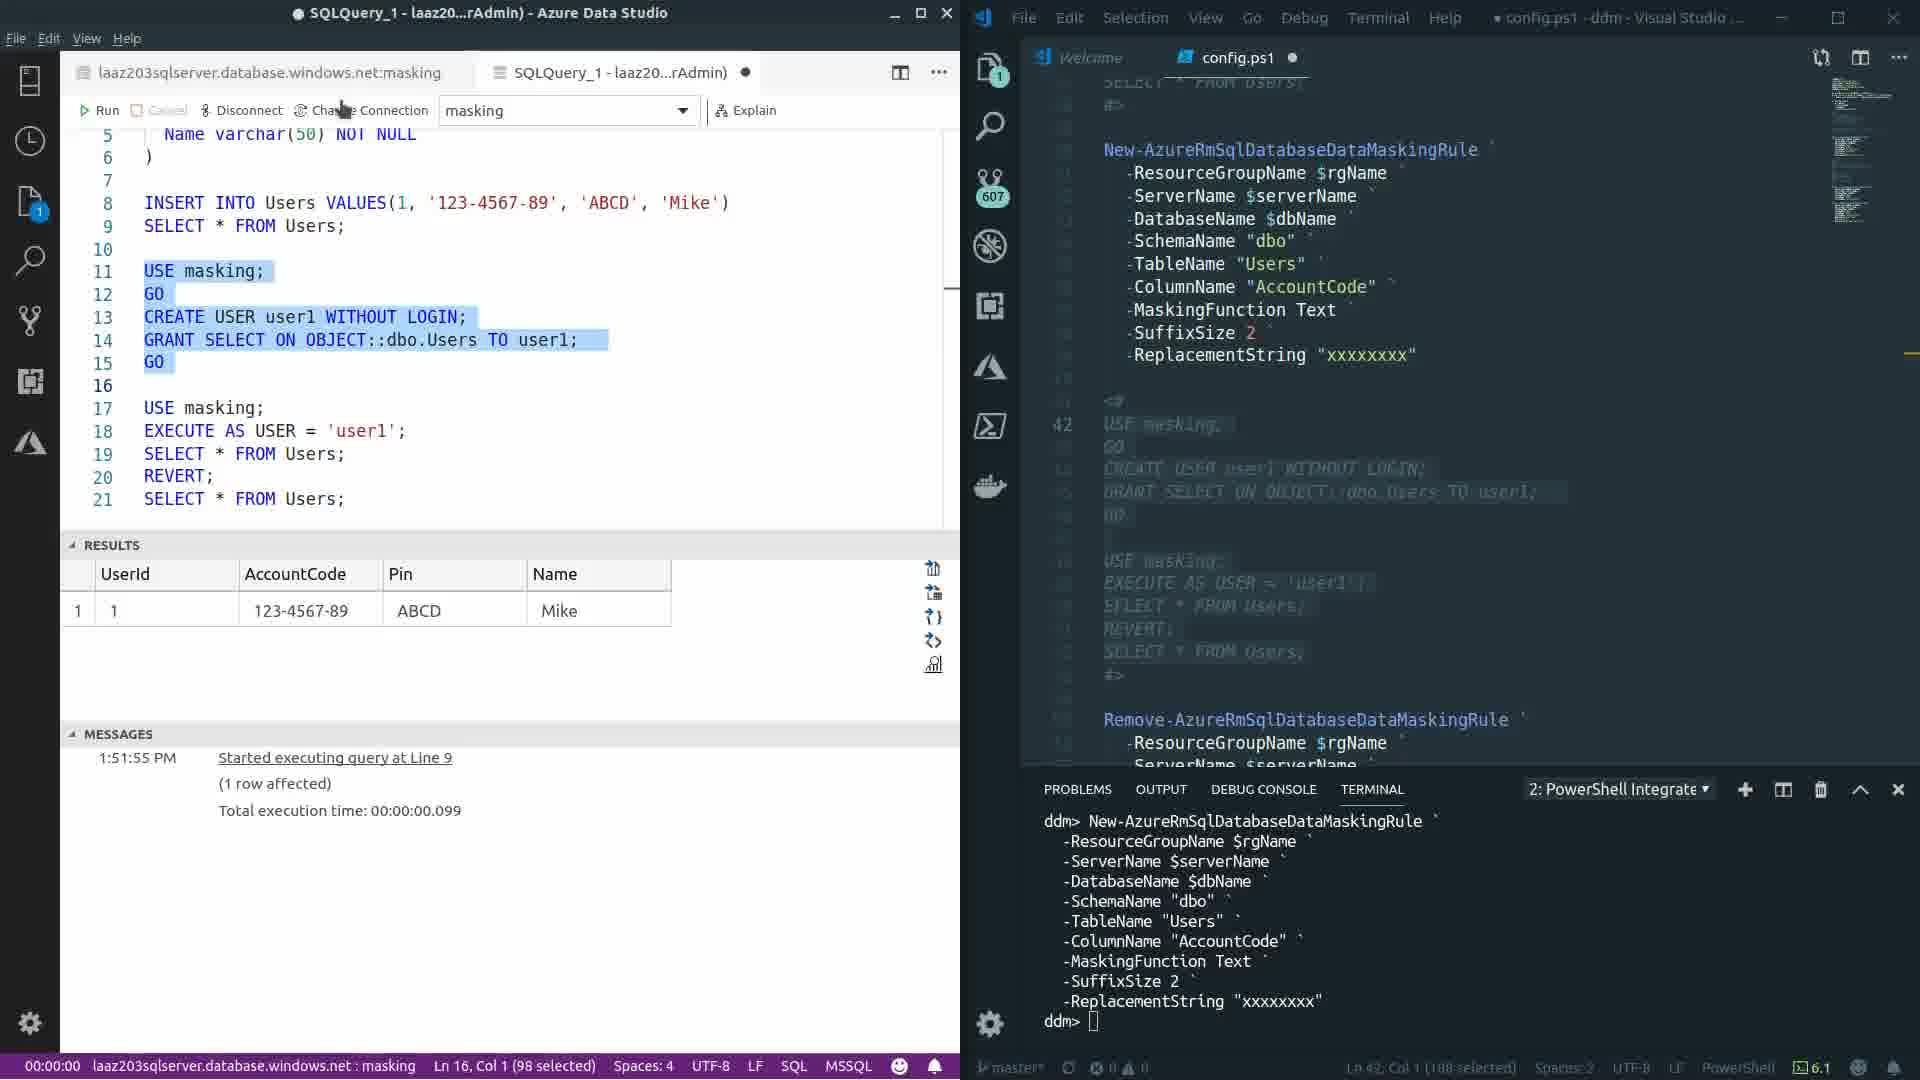 SQLQuery_1 - laaz20...rAdmin) - Azure Data Studio
File Edit View Help
laaz203sqlserver.database.windows.net:masking
SQLQuery_1 - laaz20...rAdmin)
Run Cancel Disconnect Change Connection masking Explain
5 Name varchar(50) NOT NULL
6 )
7
8 INSERT INTO Users VALUES(1, '123-4567-89', 'ABCD', 'Mike')
9 SELECT * FROM Users;
10
11 USE masking;
12 GO
13 CREATE USER user1 WITHOUT LOGIN;
14 GRANT SELECT ON OBJECT::dbo.Users TO user1;
15 GO
16
17 USE masking;
18 EXECUTE AS USER = 'user1';
19 SELECT * FROM Users;
20 REVERT;
21 SELECT * FROM Users;
1
RESULTS
UserId AccountCode Pin Name
1 1 123-4567-89 ABCD Mike
MESSAGES
1:51:55 PM Started executing query at Line 9
(1 row affected)
Total execution time: 00:00:00.099
00:00:00 laaz203sqlserver.database.windows.net : masking Ln 16, Col 1 (98 selected) Spaces: 4 UTF-8 LF SQL MSSQL
File Edit Selection View Go Debug Terminal Help
config.ps1 - ddm - Visual Studio ...
Welcome config.ps1
1
607
SELECT * FROM Users;
#>
New-AzureRmSqlDatabaseDataMaskingRule `
-ResourceGroupName $rgName `
-ServerName $serverName `
-DatabaseName $dbName `
-SchemaName "dbo" `
-TableName "Users" `
-ColumnName "AccountCode" `
-MaskingFunction Text `
-SuffixSize 2 `
-ReplacementString "xxxxxxxx"
<#
42 USE masking;
GO
CREATE USER user1 WITHOUT LOGIN;
GRANT SELECT ON OBJECT::dbo.Users TO user1;
GO
USE masking;
EXECUTE AS USER = 'user1';
SELECT * FROM Users;
REVERT;
SELECT * FROM Users;
#>
Remove-AzureRmSqlDatabaseDataMaskingRule `
-ResourceGroupName $rgName `
-ServerName $serverName `
PROBLEMS OUTPUT DEBUG CONSOLE TERMINAL 2: PowerShell Integrate
ddm> New-AzureRmSqlDatabaseDataMaskingRule `
-ResourceGroupName $rgName `
-ServerName $serverName `
-DatabaseName $dbName `
-SchemaName "dbo" `
-TableName "Users" `
-ColumnName "AccountCode" `
-MaskingFunction Text `
-SuffixSize 2 `
-ReplacementString "xxxxxxxx"
ddm>
master* 0 0 Ln 42, Col 1 (188 selected) Spaces: 2 UTF-8 LF PowerShell 6.1